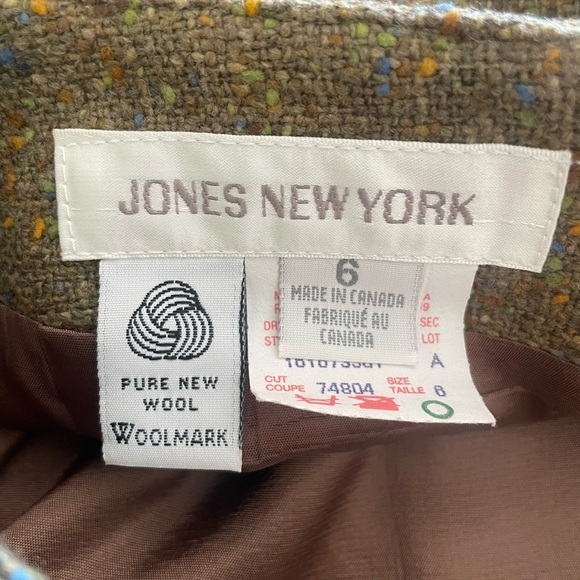 JONES NEW YORK
PURE NEW
WOOL
WOOLMARK
6
MADE IN CANADA
FABRIQUÉ AU
CANADA
SEC
LOT
A
CUT
COUPE 74804 SIZE
TAILLE 6